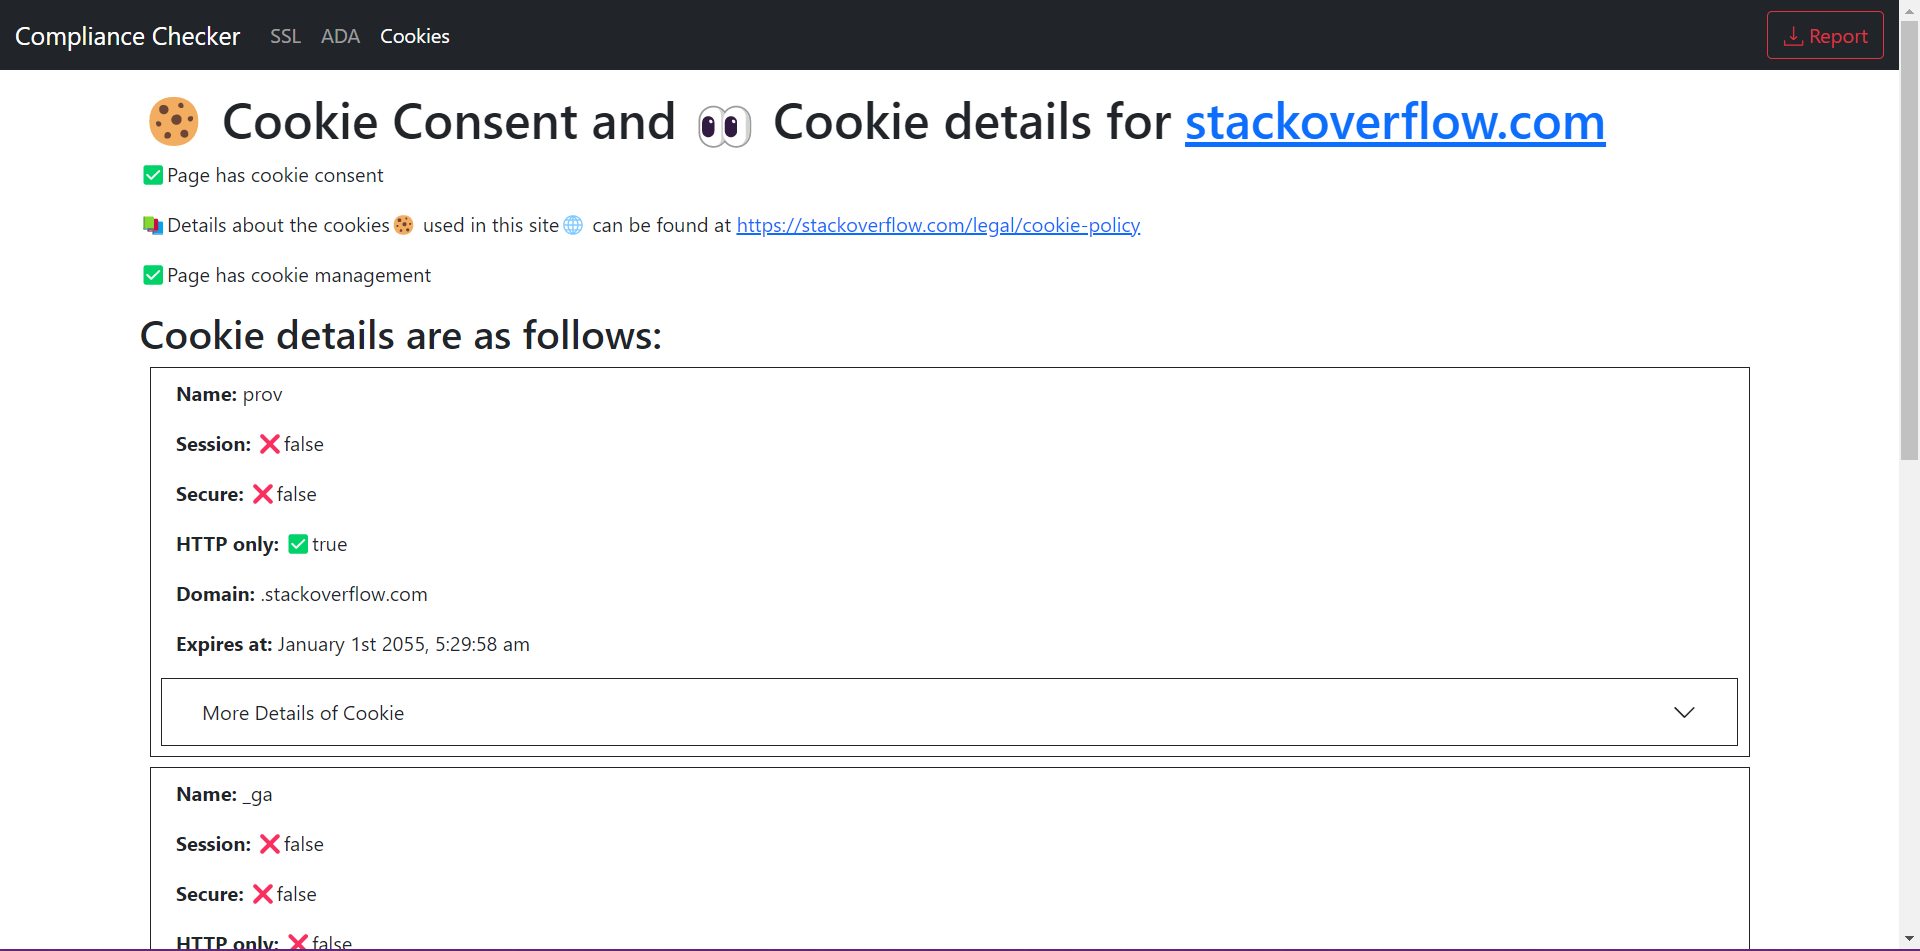 Compliance Checker SSL ADA Cookies Report
Cookie Consent and Cookie details for stackoverflow.com
Page has cookie consent
Details about the cookies used in this site can be found at https://stackoverflow.com/legal/cookie-policy
Page has cookie management
Cookie details are as follows:
Name: prov
Session: false
Secure: false
HTTP only: true
Domain: .stackoverflow.com
Expires at: January 1st 2055, 5:29:58 am
More Details of Cookie
Name: _ga
Session: false
Secure: false
HTTP only: false